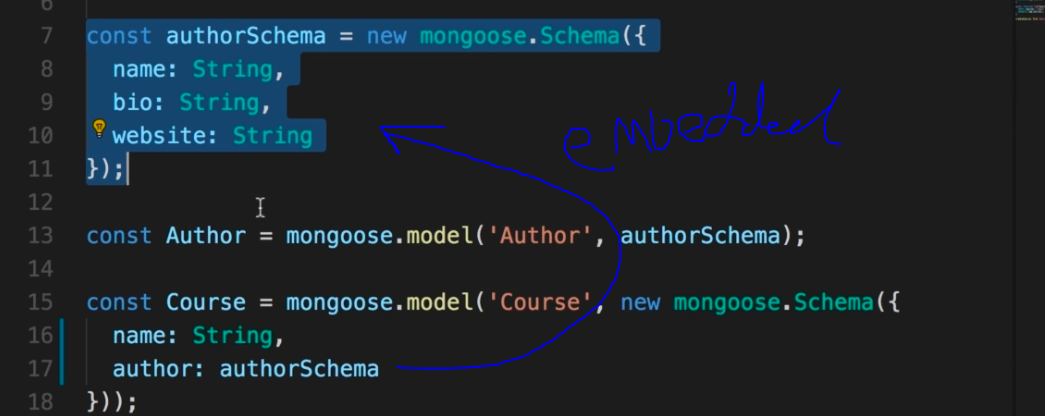 6
7 const authorSchema = new mongoose.Schema({
8 name: String,
9 bio: String,
10 website: String
11 });
12
13 const Author = mongoose.model('Author', authorSchema);
14
15 const Course = mongoose.model('Course', new mongoose.Schema({
16 name: String,
17 author: authorSchema
18 }));
embedded